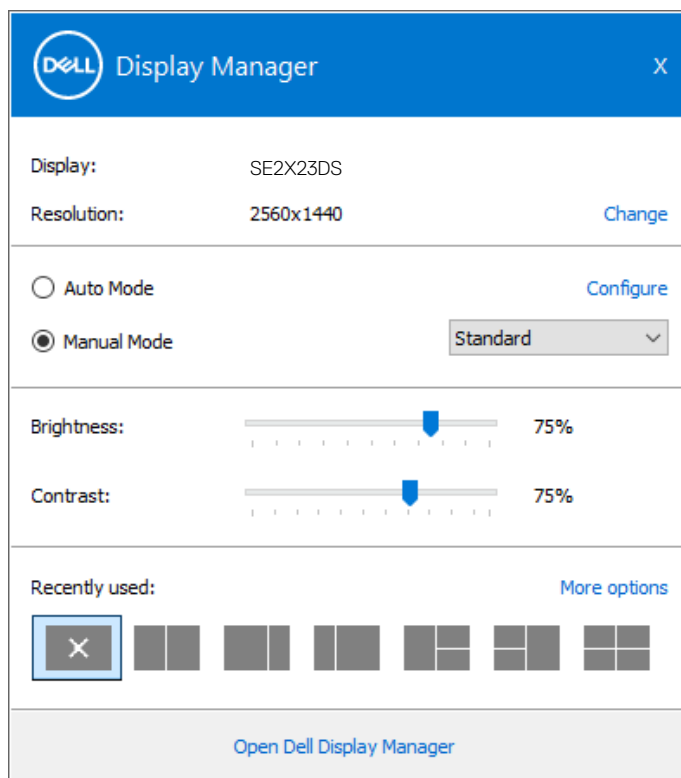 DELL Display Manager X
Display: SE2X23DS
Resolution: 2560x1440 Change
Auto Mode Configure
Manual Mode Standard
Brightness: 75%
Contrast: 75%
Recently used: More options
Open Dell Display Manager